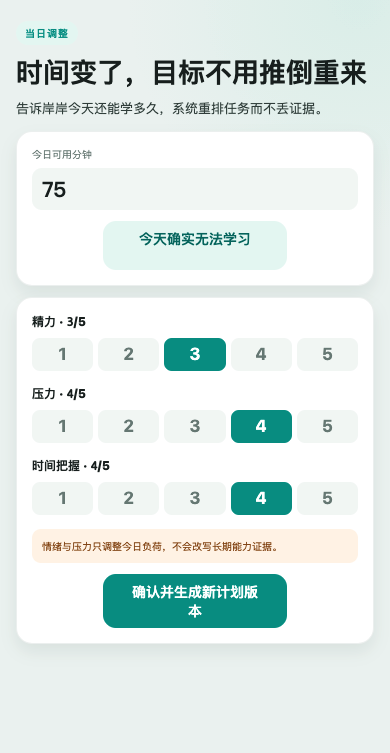 当日调整
时间变了，目标不用推倒重来
告诉岸岸今天还能学多久，系统重排任务而不丢证据。
今日可用分钟
75
今天确实无法学习
精力 · 3/5
1 2 3 4 5
压力 · 4/5
1 2 3 4 5
时间把握 · 4/5
1 2 3 4 5
情绪与压力只调整今日负荷，不会改写长期能力证据。
确认并生成新计划版
本